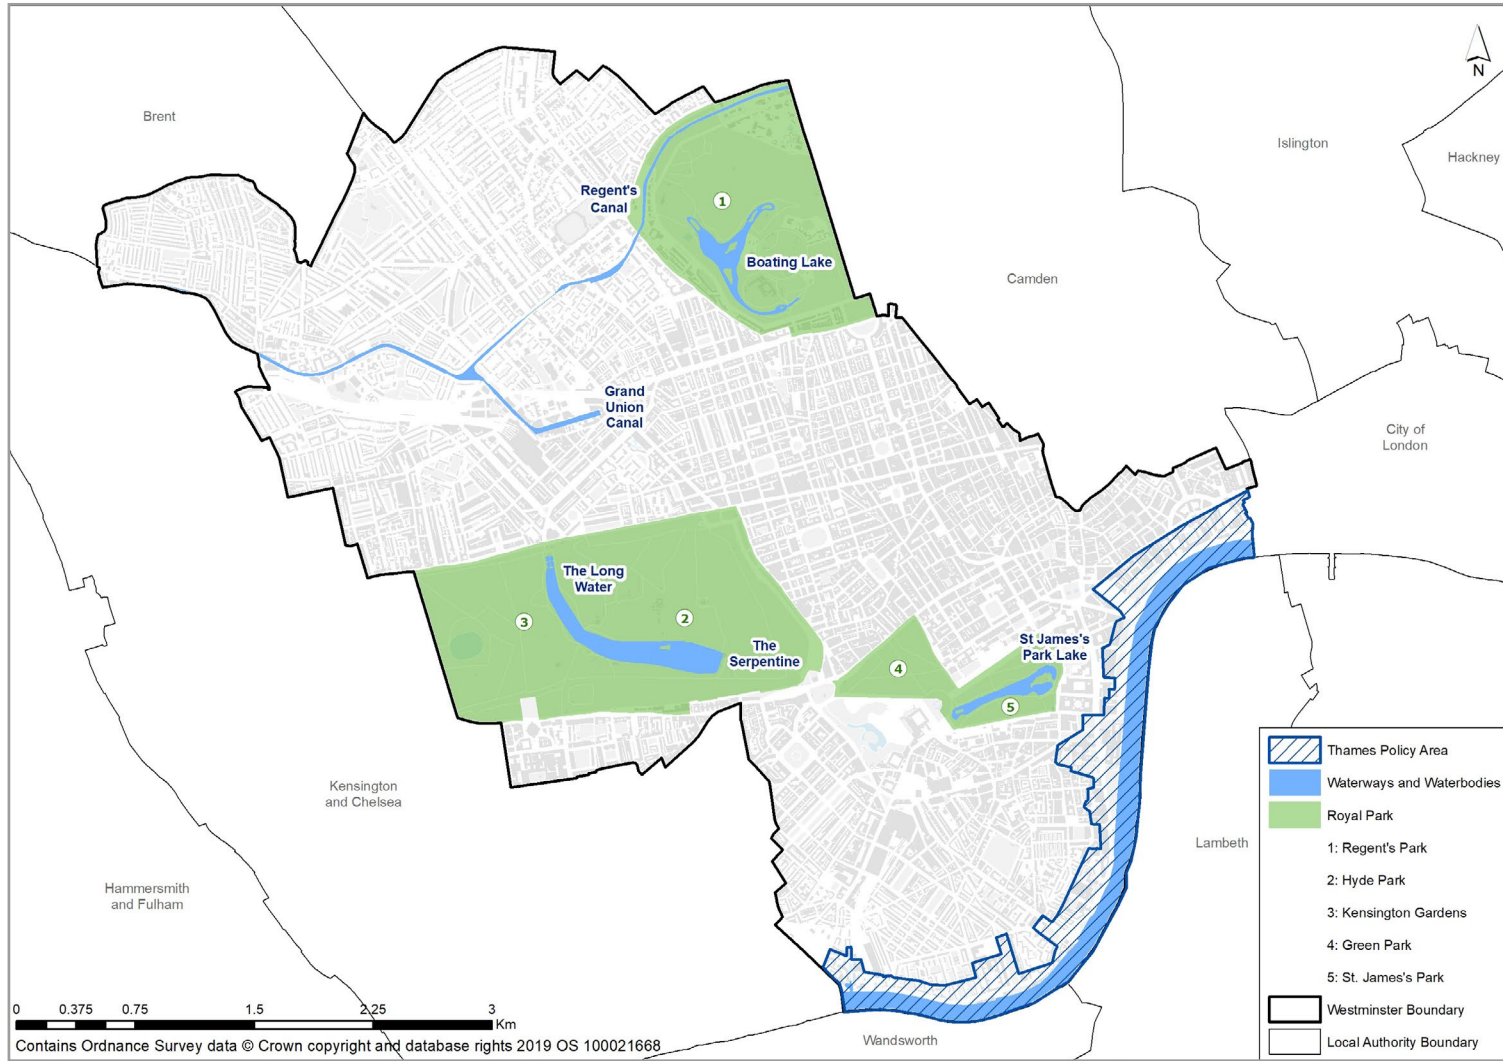 N
Brent
Islington
Hackney
Regent's
Canal
1
Boating Lake
Camden
Grand
Union
Canal
City of
London
The Long
Water
3
2
The
Serpentine
St James's
Park Lake
4
5
Kensington
and Chelsea
Lambeth
Hammersmith
and Fulham
Wandsworth
Thames Policy Area
Waterways and Waterbodies
Royal Park
1: Regent's Park
2: Hyde Park
3: Kensington Gardens
4: Green Park
5: St. James's Park
Westminster Boundary
Local Authority Boundary
0 0.375 0.75 1.5 2.25 3
Km
Contains Ordnance Survey data © Crown copyright and database rights 2019 OS 100021668